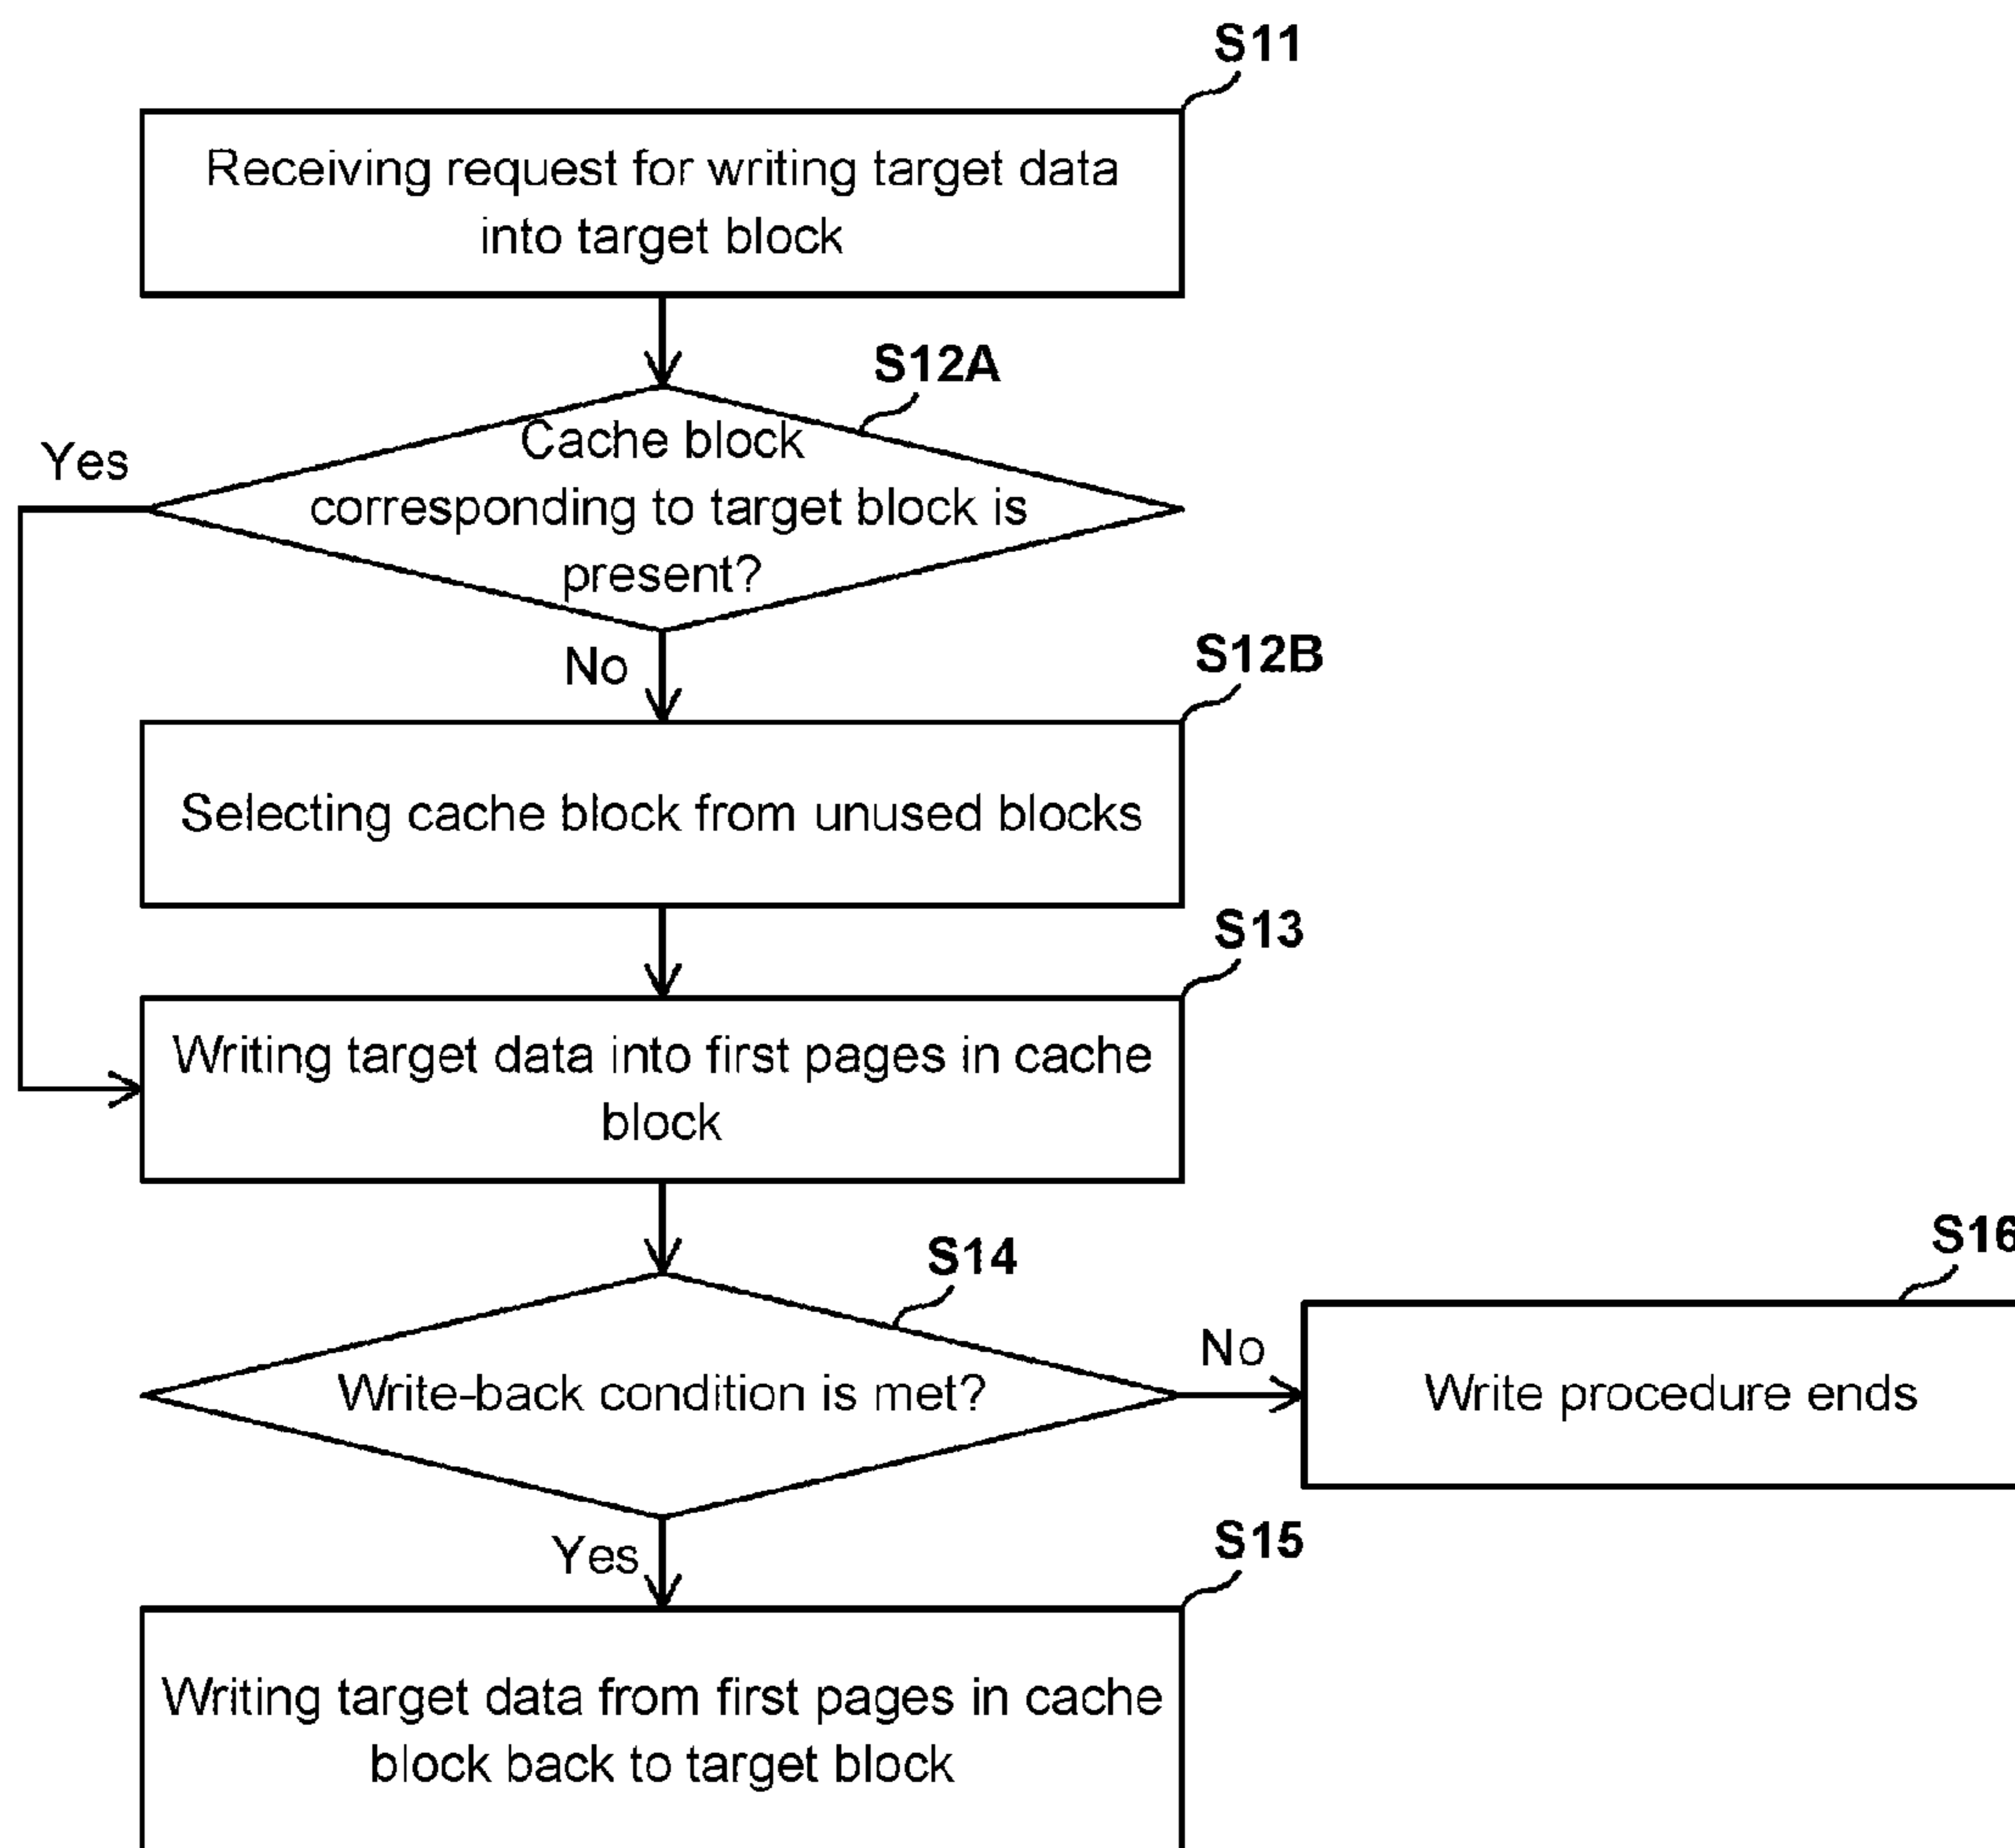 S11
Receiving request for writing target data
into target block
S12A
Yes
Cache block
corresponding to target block is
present?
No
S12B
Selecting cache block from unused blocks
S13
Writing target data into first pages in cache
block
S14
S16
No
Write-back condition is met?
Write procedure ends
Yes
S15
Writing target data from first pages in cache
block back to target block